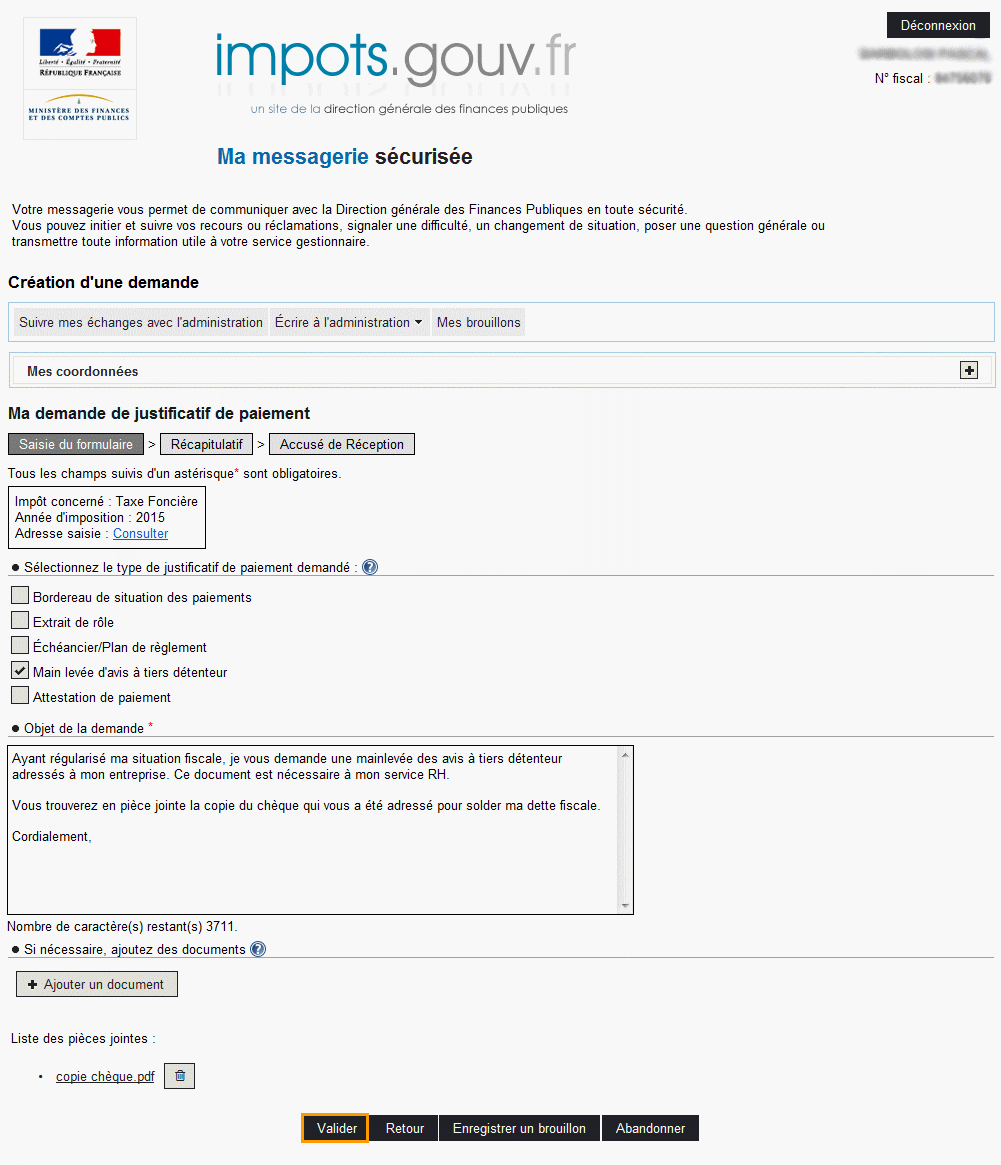 Déconnexion
Liberté • Égalité • Fraternité
RÉPUBLIQUE FRANÇAISE
MINISTÈRE DES FINANCES
ET DES COMPTES PUBLICS
impots.gouv.fr
un site de la direction générale des finances publiques
N° fiscal :
Ma messagerie sécurisée
Votre messagerie vous permet de communiquer avec la Direction générale des Finances Publiques en toute sécurité.
Vous pouvez initier et suivre vos recours ou réclamations, signaler une difficulté, un changement de situation, poser une question générale ou
transmettre toute information utile à votre service gestionnaire.
Création d'une demande
Suivre mes échanges avec l'administration Écrire à l'administration Mes brouillons
Mes coordonnées
Ma demande de justificatif de paiement
Saisie du formulaire > Récapitulatif > Accusé de Réception
Tous les champs suivis d'un astérisque* sont obligatoires.
Impôt concerné : Taxe Foncière
Année d'imposition : 2015
Adresse saisie : Consulter
• Sélectionnez le type de justificatif de paiement demandé : ?
Bordereau de situation des paiements
Extrait de rôle
Échéancier/Plan de règlement
Main levée d'avis à tiers détenteur
Attestation de paiement
• Objet de la demande *
Ayant régularisé ma situation fiscale, je vous demande une mainlevée des avis à tiers détenteur
adressés à mon entreprise. Ce document est nécessaire à mon service RH.
Vous trouverez en pièce jointe la copie du chèque qui vous a été adressé pour solder ma dette fiscale.
Cordialement,
Nombre de caractère(s) restant(s) 3711.
• Si nécessaire, ajoutez des documents ?
+ Ajouter un document
Liste des pièces jointes :
• copie chèque.pdf
Valider Retour Enregistrer un brouillon Abandonner